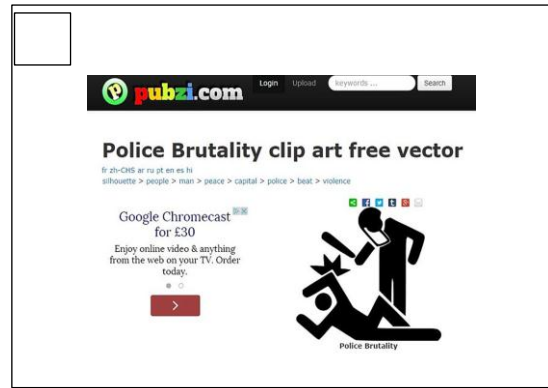 pubzi.com
Login Upload keywords ... Search
Police Brutality clip art free vector
fr zh-CHS ar ru pt en es hi
silhouette > people > man > peace > capital > police > beat > violence
Google Chromecast
for £30
Enjoy online video & anything
from the web on your TV. Order
today.
Police Brutality